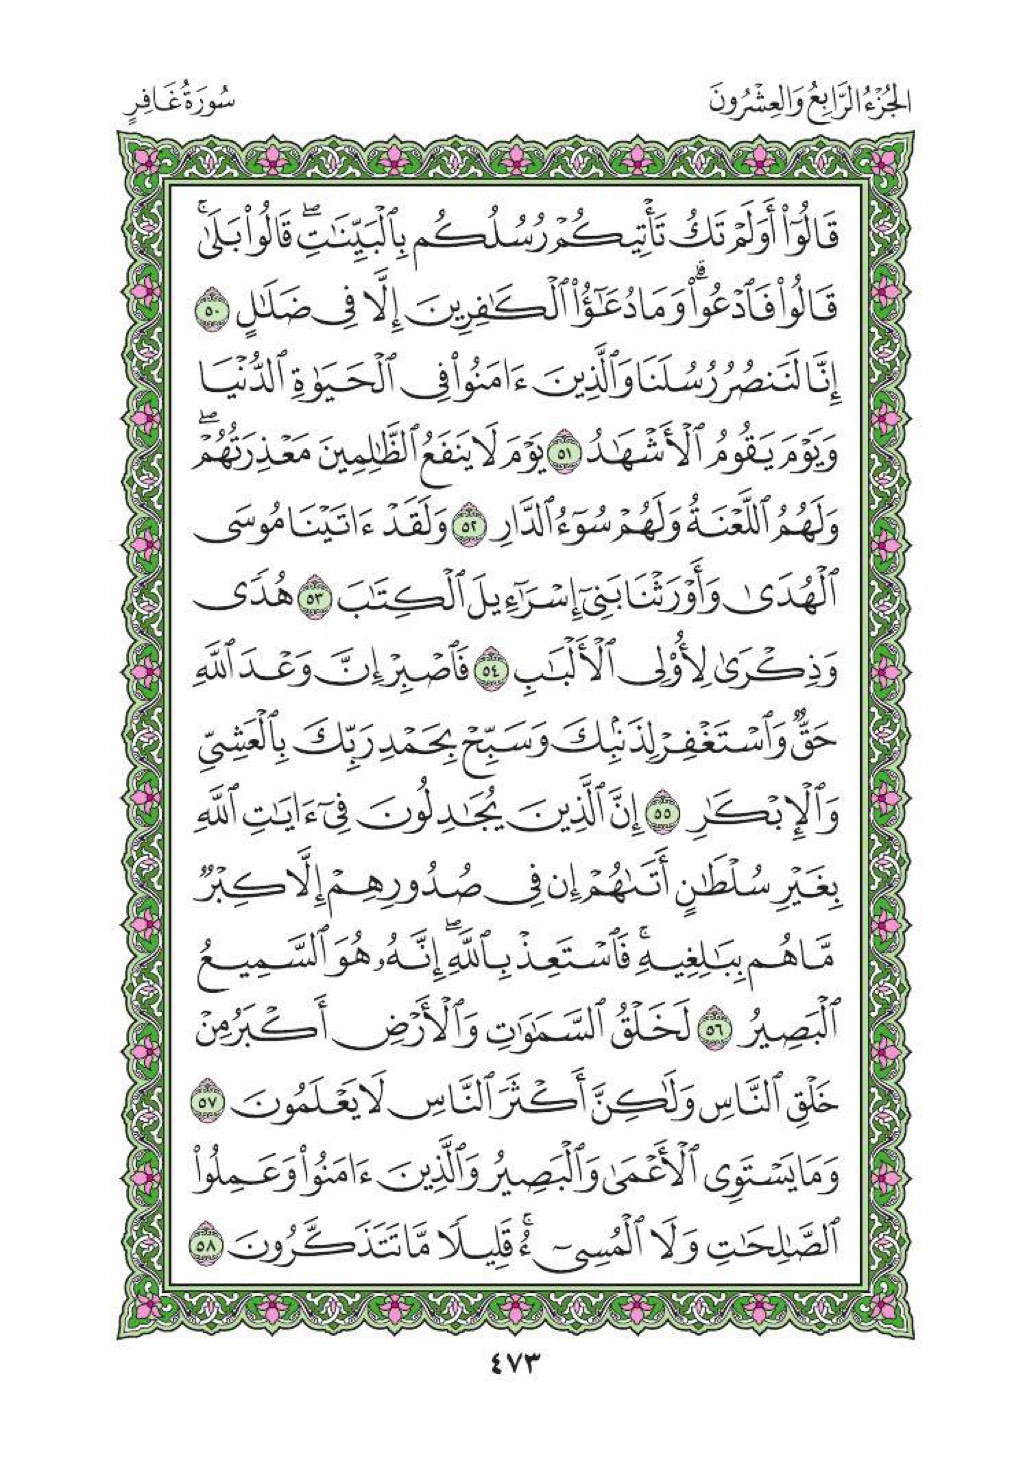 الجُزْءُ الرَّابِعُ وَالعِشْرُونَ
سُورَةُ غَافِرٍ
قَالُوٓاْ أَوَلَمْ تَكُ تَأْتِيكُمْ رُسُلُكُم بِٱلْبَيِّنَٰتِۖ قَالُواْ بَلَىٰۚ
قَالُواْ فَٱدْعُواْۗ وَمَا دُعَٰٓؤُاْ ٱلْكَٰفِرِينَ إِلَّا فِى ضَلَٰلٍ ٥٠
إِنَّا لَنَنصُرُ رُسُلَنَا وَٱلَّذِينَ ءَامَنُواْ فِى ٱلْحَيَوٰةِ ٱلدُّنْيَا
وَيَوْمَ يَقُومُ ٱلْأَشْهَٰدُ ٥١ يَوْمَ لَا يَنفَعُ ٱلظَّٰلِمِينَ مَعْذِرَتُهُمْۖ
وَلَهُمُ ٱللَّعْنَةُ وَلَهُمْ سُوٓءُ ٱلدَّارِ ٥٢ وَلَقَدْ ءَاتَيْنَا مُوسَى
ٱلْهُدَىٰ وَأَوْرَثْنَا بَنِىٓ إِسْرَٰٓءِيلَ ٱلْكِتَٰبَ ٥٣ هُدًى
وَذِكْرَىٰ لِأُوْلِى ٱلْأَلْبَٰبِ ٥٤ فَٱصْبِرْ إِنَّ وَعْدَ ٱللَّهِ
حَقٌّ وَٱسْتَغْفِرْ لِذَنۢبِكَ وَسَبِّحْ بِحَمْدِ رَبِّكَ بِٱلْعَشِىِّ
وَٱلْإِبْكَٰرِ ٥٥ إِنَّ ٱلَّذِينَ يُجَٰدِلُونَ فِىٓ ءَايَٰتِ ٱللَّهِ
بِغَيْرِ سُلْطَٰنٍ أَتَىٰهُمْ إِن فِى صُدُورِهِمْ إِلَّا كِبْرٌ
مَّا هُم بِبَٰلِغِيهِۚ فَٱسْتَعِذْ بِٱللَّهِۖ إِنَّهُۥ هُوَ ٱلسَّمِيعُ
ٱلْبَصِيرُ ٥٦ لَخَلْقُ ٱلسَّمَٰوَٰتِ وَٱلْأَرْضِ أَكْبَرُ مِنْ
خَلْقِ ٱلنَّاسِ وَلَٰكِنَّ أَكْثَرَ ٱلنَّاسِ لَا يَعْلَمُونَ ٥٧
وَمَا يَسْتَوِى ٱلْأَعْمَىٰ وَٱلْبَصِيرُ وَٱلَّذِينَ ءَامَنُواْ وَعَمِلُواْ
ٱلصَّٰلِحَٰتِ وَلَا ٱلْمُسِىٓءُۚ قَلِيلًا مَّا تَتَذَكَّرُونَ ٥٨
٤٧٣